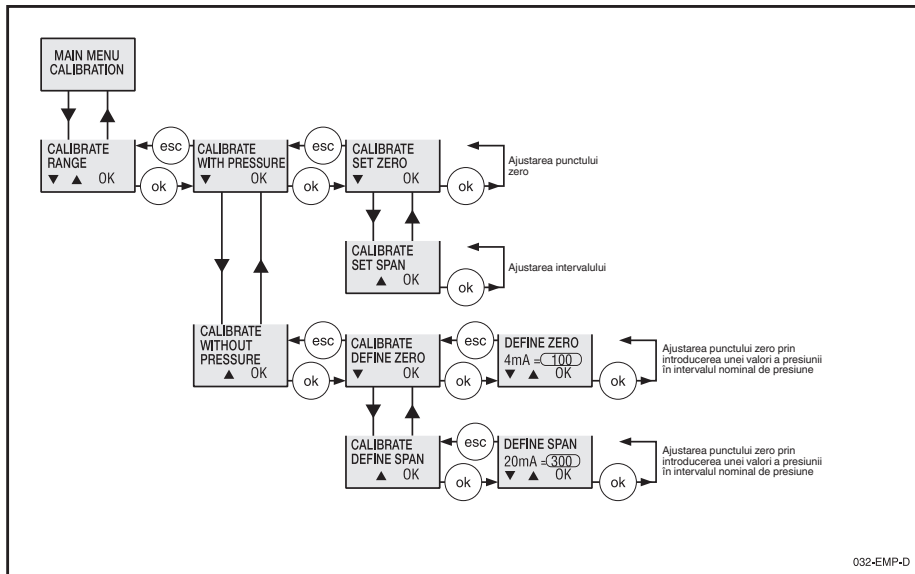 MAIN MENU
CALIBRATION
CALIBRATE
RANGE
▼ ▲ OK
esc
ok
CALIBRATE
WITH PRESSURE
▼ OK
esc
ok
CALIBRATE
SET ZERO
▼ OK
ok
Ajustarea punctului
zero
CALIBRATE
SET SPAN
▲ OK
ok
Ajustarea intervalului
CALIBRATE
WITHOUT
PRESSURE
▲ OK
esc
ok
CALIBRATE
DEFINE ZERO
▼ OK
esc
ok
DEFINE ZERO
4mA = 100
▼ ▲ OK
ok
Ajustarea punctului zero prin
introducerea unei valori a presiunii
în intervalul nominal de presiune
CALIBRATE
DEFINE SPAN
▲ OK
esc
ok
DEFINE SPAN
20mA = 300
▼ ▲ OK
ok
Ajustarea punctului zero prin
introducerea unei valori a presiunii
în intervalul nominal de presiune
032-EMP-D